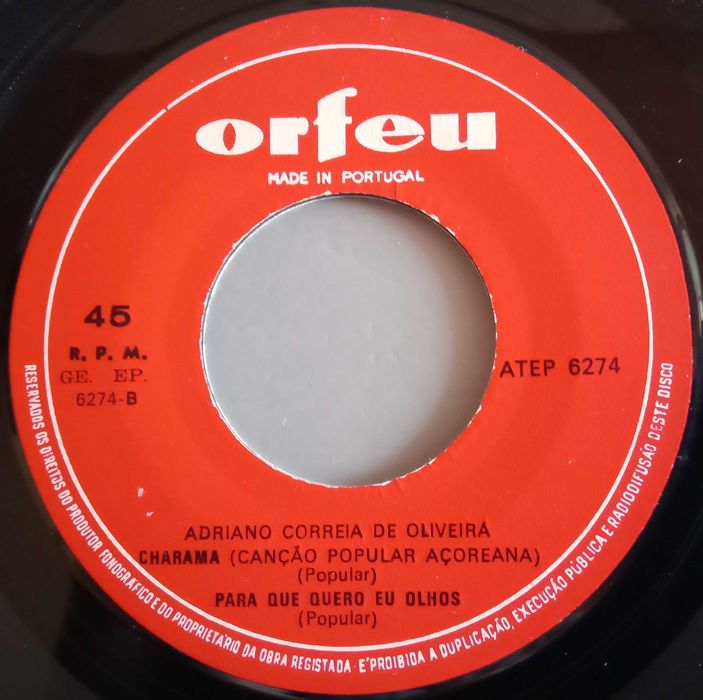 orfeu
MADE IN PORTUGAL
45
R. P. M.
GE. EP.
6274-B
ATEP 6274
ADRIANO CORREIA DE OLIVEIRA
CHARAMA (CANÇÃO POPULAR AÇOREANA)
(Popular)
PARA QUE QUERO EU OLHOS
(Popular)
RESERVADOS OS DIREITOS DO PRODUTOR FONOGRAFICO E DO PROPRIETÁRIO DA OBRA REGISTADA · E' PROIBIDA A DUPLICAÇÃO, EXECUÇÃO PÚBLICA E RADIODIFUSÃO DESTE DISCO